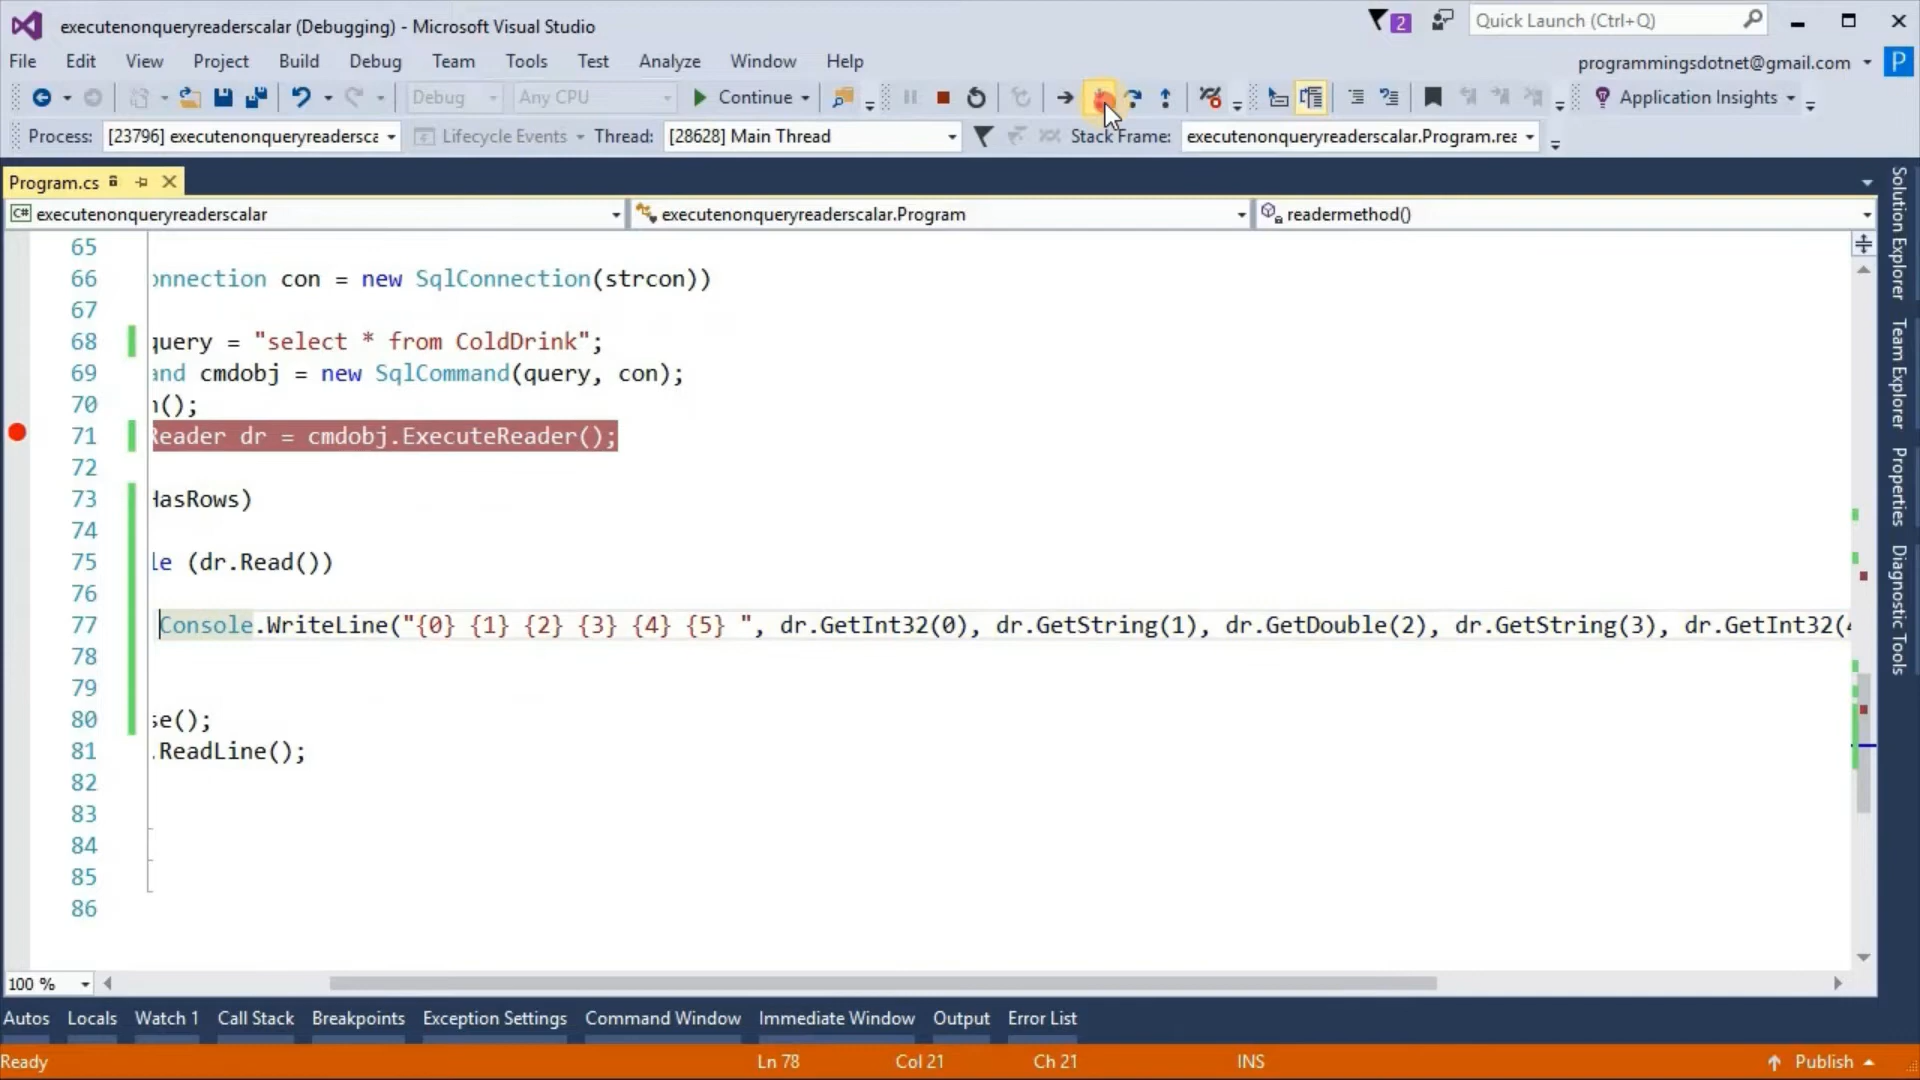 executenonqueryreaderscalar (Debugging) - Microsoft Visual Studio
2
Quick Launch (Ctrl+Q)
File Edit View Project Build Debug Team Tools Test Analyze Window Help
programmingsdotnet@gmail.com P
Debug Any CPU Continue Application Insights
Process: [23796] executenonqueryreadersca Lifecycle Events Thread: [28628] Main Thread Stack Frame: executenonqueryreaderscalar.Program.rea
Program.cs
C# executenonqueryreaderscalar executenonqueryreaderscalar.Program readermethod()
65
66 onnection con = new SqlConnection(strcon))
67
68 query = "select * from ColdDrink";
69 and cmdobj = new SqlCommand(query, con);
70 n();
71 Reader dr = cmdobj.ExecuteReader();
72
73 HasRows)
74
75 le (dr.Read())
76
77 Console.WriteLine("{0} {1} {2} {3} {4} {5} ", dr.GetInt32(0), dr.GetString(1), dr.GetDouble(2), dr.GetString(3), dr.GetInt32(4
78
79
80 se();
81 .ReadLine();
82
83
84
85
86
Solution Explorer
Team Explorer
Properties
Diagnostic Tools
100 %
Autos Locals Watch 1 Call Stack Breakpoints Exception Settings Command Window Immediate Window Output Error List
Ready Ln 78 Col 21 Ch 21 INS Publish